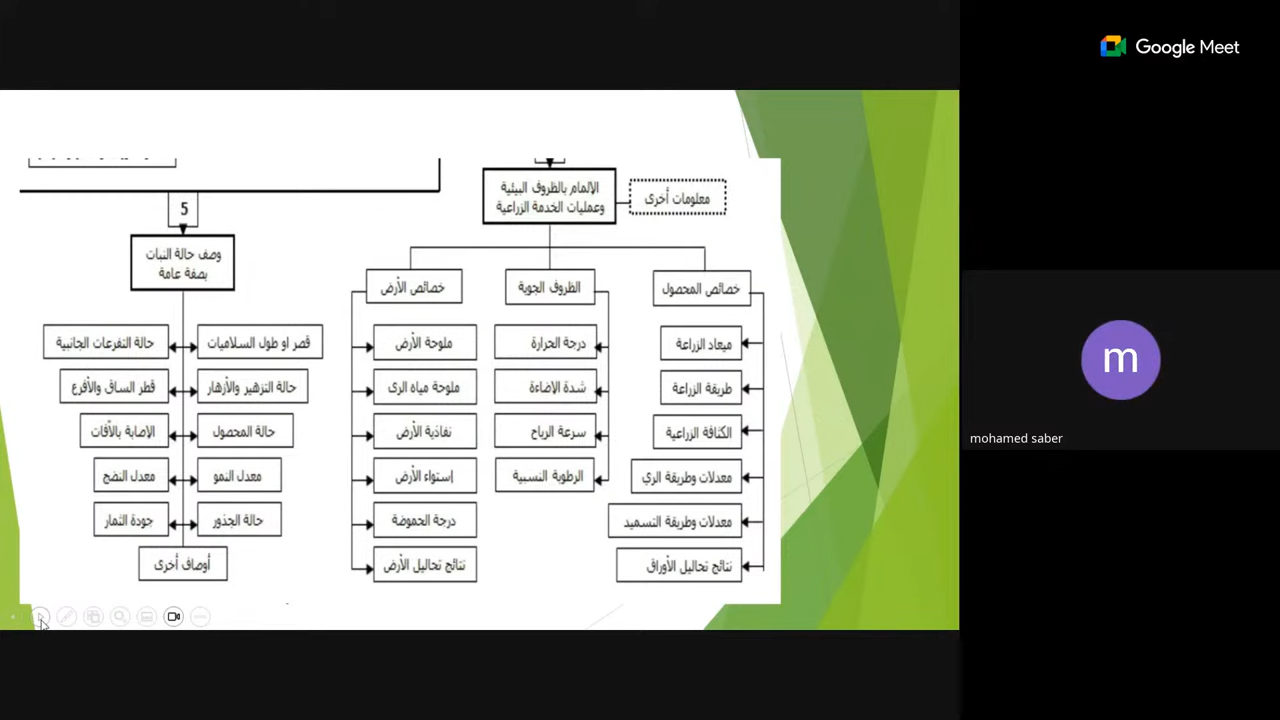 Google Meet
الإلمام بالظروف البيئية
وعمليات الخدمة الزراعية
معلومات أخرى
خصائص المحصول
ميعاد الزراعة
طريقة الزراعة
الكثافة الزراعية
معدلات وطريقة الري
معدلات وطريقة التسميد
نتائج تحاليل الأوراق
الظروف الجوية
درجة الحرارة
شدة الإضاءة
سرعة الرياح
الرطوبة النسبية
خصائص الأرض
ملوحة الأرض
ملوحة مياه الرى
نفاذية الأرض
إستواء الأرض
درجة الحموضة
نتائج تحاليل الأرض
5
وصف حالة النبات
بصفة عامة
قصر او طول السلاميات
حالة التفرعات الجانبية
حالة التزهير والأزهار
قطر الساق والأفرع
حالة المحصول
الإصابة بالأفات
معدل النمو
معدل النضج
حالة الجذور
جودة الثمار
أوصاف أخرى
m
mohamed saber